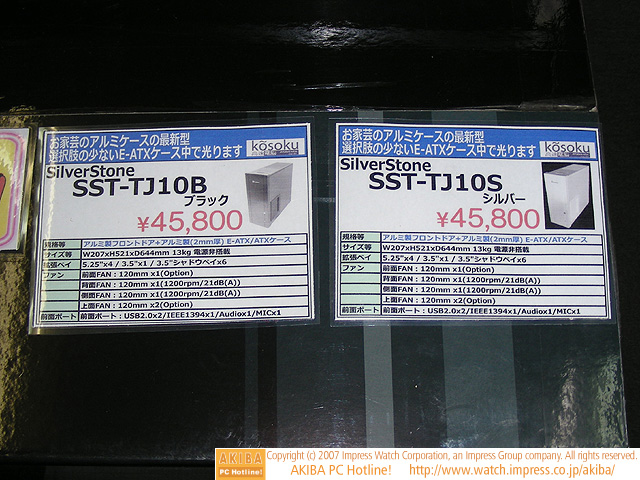 お家芸のアルミケースの最新型
選択肢の少ないE-ATXケース中で光ります
kosoku
SilverStone
SST-TJ10B
ブラック
¥45,800
規格等 アルミ製フロントドア+アルミ製(2mm厚) E-ATX/ATXケース
サイズ等 W207xH521xD644mm 13kg 電源非搭載
拡張ベイ 5.25"x4 / 3.5"x1 / 3.5"シャドウベイx6
ファン 前面FAN：120mm x1(Option)
背面FAN：120mm x1(1200rpm/21dB(A))
側面FAN：120mm x1(1200rpm/21dB(A))
上面FAN：120mm x2(Option)
前面ポート 前面ポート：USB2.0x2/IEEE1394x1/Audiox1/MICx1
お家芸のアルミケースの最新型
選択肢の少ないE-ATXケース中で光ります
kosoku
SilverStone
SST-TJ10S
シルバー
¥45,800
規格等 アルミ製フロントドア+アルミ製(2mm厚) E-ATX/ATXケース
サイズ等 W207xH521xD644mm 13kg 電源非搭載
拡張ベイ 5.25"x4 / 3.5"x1 / 3.5"シャドウベイx6
ファン 前面FAN：120mm x1(Option)
背面FAN：120mm x1(1200rpm/21dB(A))
側面FAN：120mm x1(1200rpm/21dB(A))
上面FAN：120mm x2(Option)
前面ポート 前面ポート：USB2.0x2/IEEE1394x1/Audiox1/MICx1
AKIBA
PC Hotline!
Copyright (c) 2007 Impress Watch Corporation, an Impress Group company. All rights reserved.
AKIBA PC Hotline! http://www.watch.impress.co.jp/akiba/